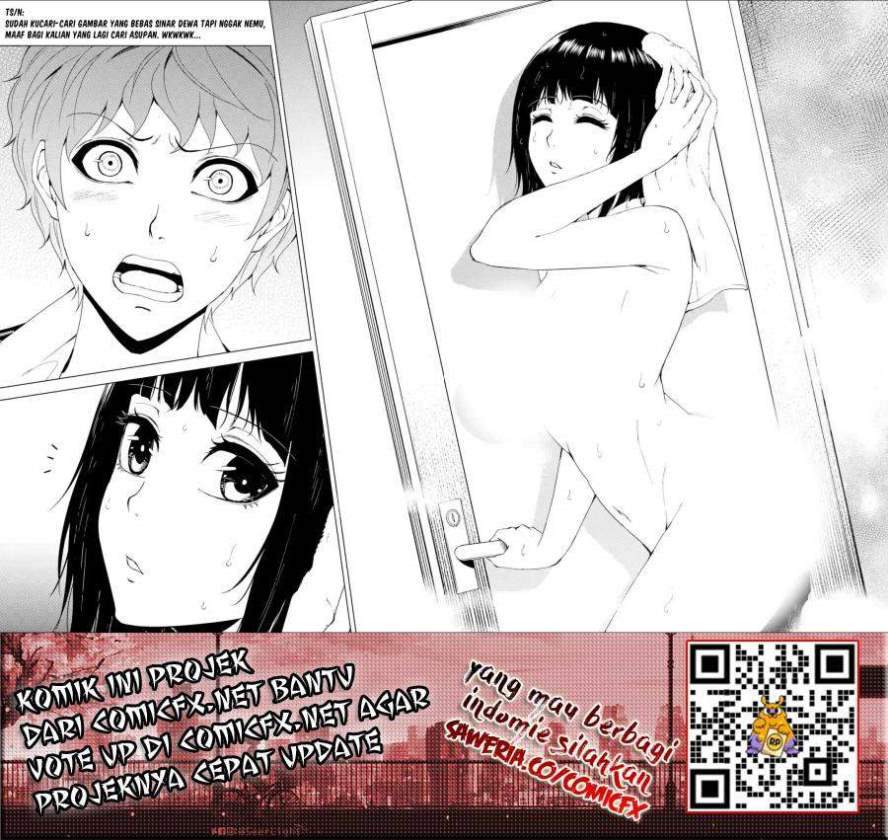 TS/N:
SUDAH KUCARI-CARI GAMBAR YANG BEBAS SINAR DEWA TAPI NGGAK NEMU,
MAAF BAGI KALIAN YANG LAGI CARI ASUPAN. WKWKWK...
KOMIK INI PROJEK
DARI COMICFX.NET BANTU
VOTE UP DI COMICFX.NET AGAR
PROJEKNYA CEPAT UPDATE
yang mau berbagi
indomie silahkan
SAWERIA.CO/COMICFX
RP